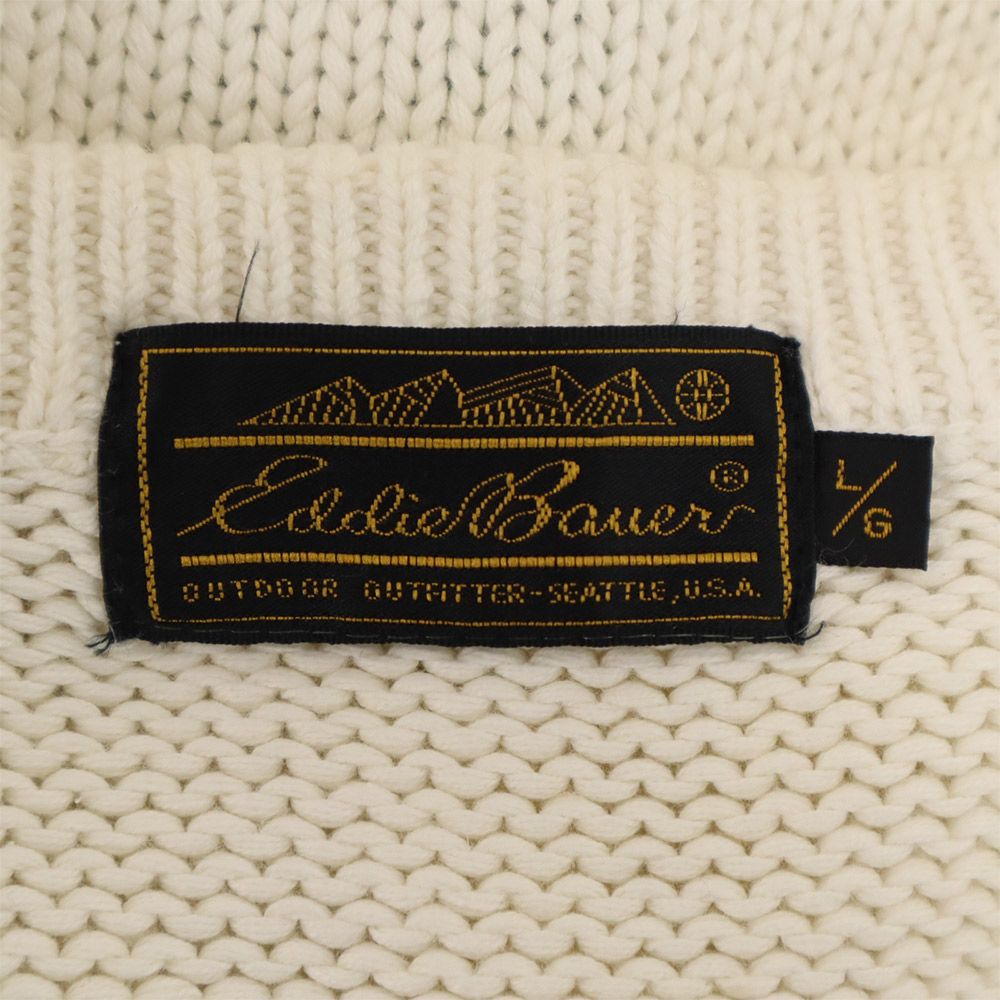 Eddie Bauer®
OUTDOOR OUTFITTER-SEATTLE, U.S.A.
L/G